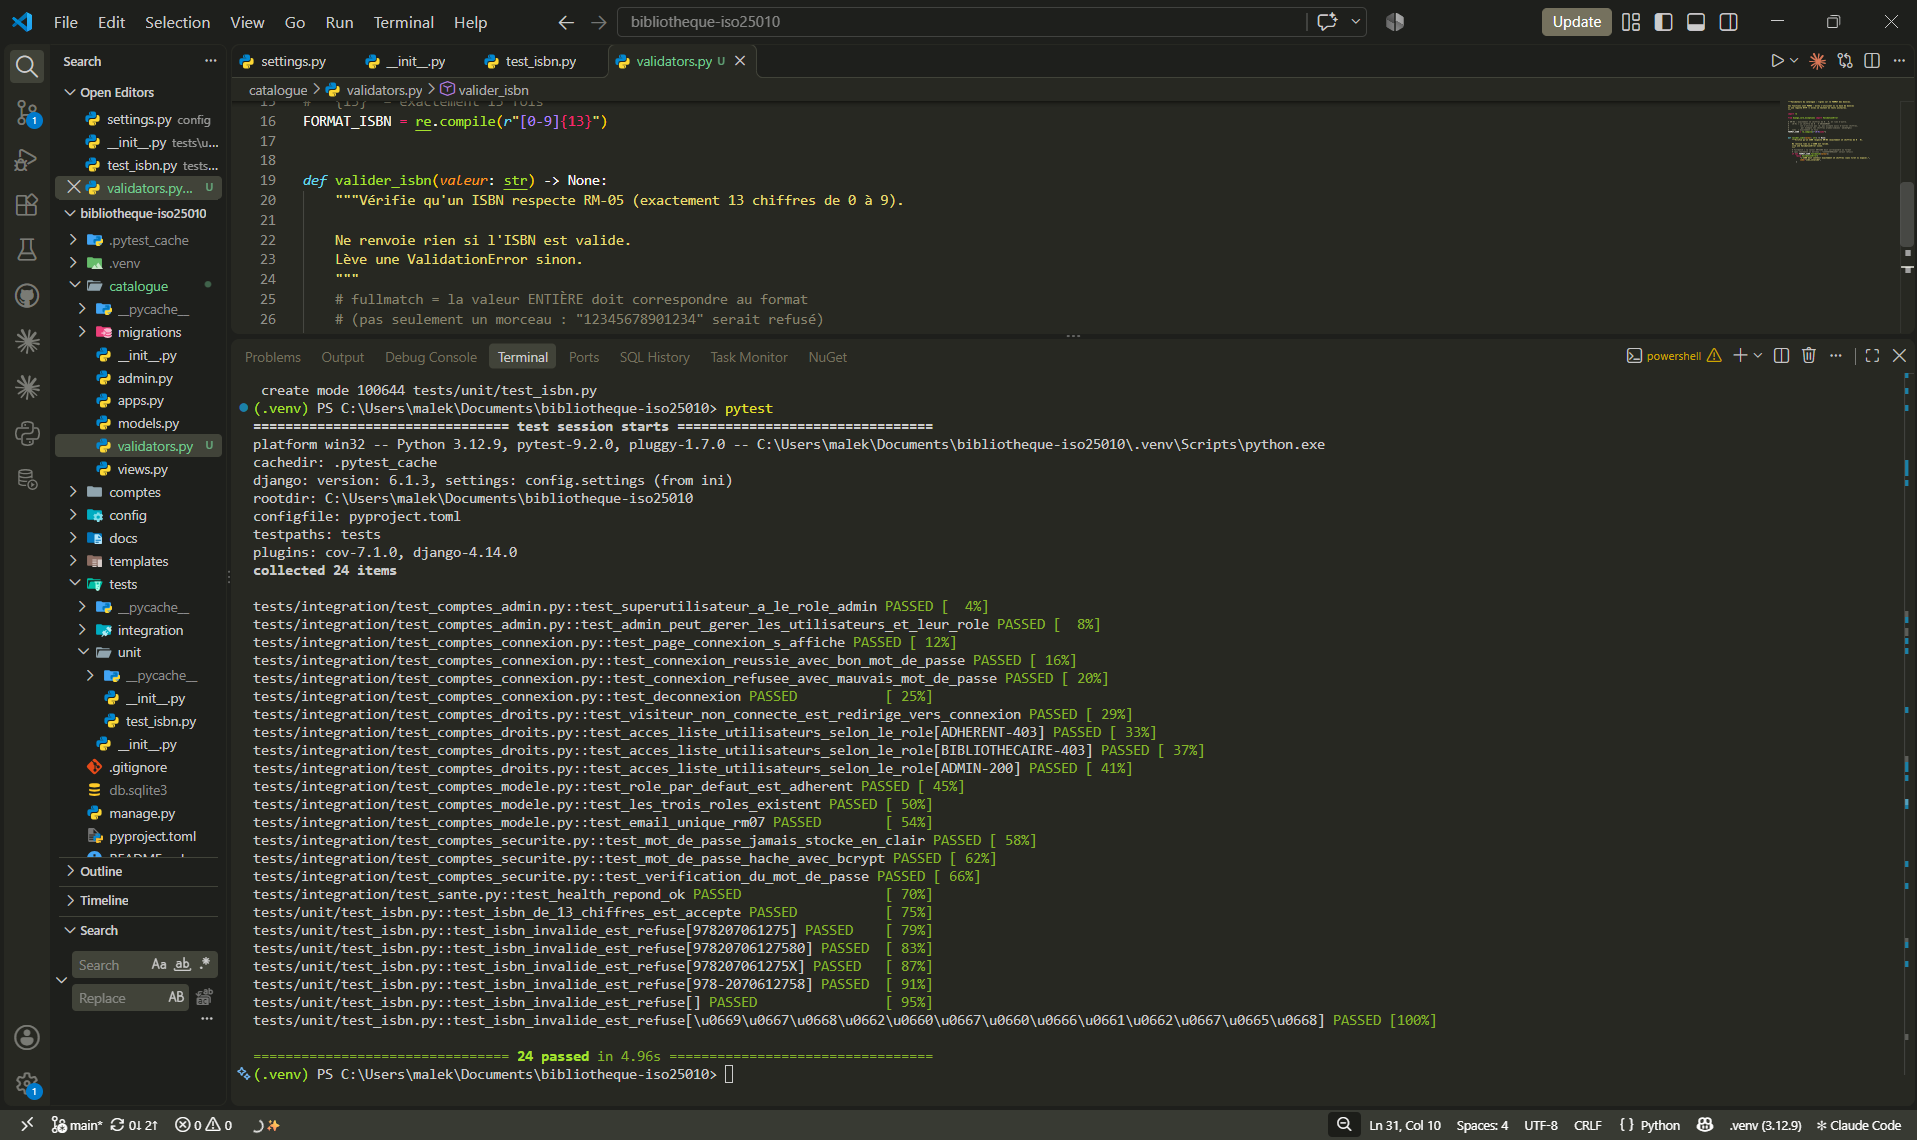 File Edit Selection View Go Run Terminal Help
bibliotheque-iso25010
Update
Search
Open Editors
settings.py config
__init__.py tests\u...
test_isbn.py tests...
validators.py... U
bibliotheque-iso25010
.pytest_cache
.venv
catalogue
__pycache__
migrations
__init__.py
admin.py
apps.py
models.py
validators.py U
views.py
comptes
config
docs
templates
tests
__pycache__
integration
unit
__pycache__
__init__.py
test_isbn.py
__init__.py
.gitignore
db.sqlite3
manage.py
pyproject.toml
Outline
Timeline
Search
Search Aa ab .*
Replace AB
settings.py __init__.py test_isbn.py validators.py U
catalogue > validators.py > valider_isbn
15 # {13} = exactement 13 fois
16 FORMAT_ISBN = re.compile(r"[0-9]{13}")
17
18
19 def valider_isbn(valeur: str) -> None:
20 """Vérifie qu'un ISBN respecte RM-05 (exactement 13 chiffres de 0 à 9).
21
22 Ne renvoie rien si l'ISBN est valide.
23 Lève une ValidationError sinon.
24 """
25 # fullmatch = la valeur ENTIÈRE doit correspondre au format
26 # (pas seulement un morceau : "12345678901234" serait refusé)
Problems Output Debug Console Terminal Ports SQL History Task Monitor NuGet
powershell
create mode 100644 tests/unit/test_isbn.py
(.venv) PS C:\Users\malek\Documents\bibliotheque-iso25010> pytest
================================ test session starts ================================
platform win32 -- Python 3.12.9, pytest-9.2.0, pluggy-1.7.0 -- C:\Users\malek\Documents\bibliotheque-iso25010\.venv\Scripts\python.exe
cachedir: .pytest_cache
django: version: 6.1.3, settings: config.settings (from ini)
rootdir: C:\Users\malek\Documents\bibliotheque-iso25010
configfile: pyproject.toml
testpaths: tests
plugins: cov-7.1.0, django-4.14.0
collected 24 items
tests/integration/test_comptes_admin.py::test_superutilisateur_a_le_role_admin PASSED [  4%]
tests/integration/test_comptes_admin.py::test_admin_peut_gerer_les_utilisateurs_et_leur_role PASSED [  8%]
tests/integration/test_comptes_connexion.py::test_page_connexion_s_affiche PASSED [ 12%]
tests/integration/test_comptes_connexion.py::test_connexion_reussie_avec_bon_mot_de_passe PASSED [ 16%]
tests/integration/test_comptes_connexion.py::test_connexion_refusee_avec_mauvais_mot_de_passe PASSED [ 20%]
tests/integration/test_comptes_connexion.py::test_deconnexion PASSED [ 25%]
tests/integration/test_comptes_droits.py::test_visiteur_non_connecte_est_redirige_vers_connexion PASSED [ 29%]
tests/integration/test_comptes_droits.py::test_acces_liste_utilisateurs_selon_le_role[ADHERENT-403] PASSED [ 33%]
tests/integration/test_comptes_droits.py::test_acces_liste_utilisateurs_selon_le_role[BIBLIOTHECAIRE-403] PASSED [ 37%]
tests/integration/test_comptes_droits.py::test_acces_liste_utilisateurs_selon_le_role[ADMIN-200] PASSED [ 41%]
tests/integration/test_comptes_modele.py::test_role_par_defaut_est_adherent PASSED [ 45%]
tests/integration/test_comptes_modele.py::test_les_trois_roles_existent PASSED [ 50%]
tests/integration/test_comptes_modele.py::test_email_unique_rm07 PASSED [ 54%]
tests/integration/test_comptes_securite.py::test_mot_de_passe_jamais_stocke_en_clair PASSED [ 58%]
tests/integration/test_comptes_securite.py::test_mot_de_passe_hache_avec_bcrypt PASSED [ 62%]
tests/integration/test_comptes_securite.py::test_verification_du_mot_de_passe PASSED [ 66%]
tests/integration/test_sante.py::test_health_repond_ok PASSED [ 70%]
tests/unit/test_isbn.py::test_isbn_de_13_chiffres_est_accepte PASSED [ 75%]
tests/unit/test_isbn.py::test_isbn_invalide_est_refuse[978207061275] PASSED [ 79%]
tests/unit/test_isbn.py::test_isbn_invalide_est_refuse[97820706127580] PASSED [ 83%]
tests/unit/test_isbn.py::test_isbn_invalide_est_refuse[978207061275X] PASSED [ 87%]
tests/unit/test_isbn.py::test_isbn_invalide_est_refuse[978-2070612758] PASSED [ 91%]
tests/unit/test_isbn.py::test_isbn_invalide_est_refuse[] PASSED [ 95%]
tests/unit/test_isbn.py::test_isbn_invalide_est_refuse[\u0669\u0667\u0668\u0662\u0660\u0667\u0660\u0666\u0661\u0662\u0667\u0665\u0668] PASSED [100%]
================================ 24 passed in 4.96s =================================
(.venv) PS C:\Users\malek\Documents\bibliotheque-iso25010>
main* 0↓ 2↑ 0 0 Ln 31, Col 10 Spaces: 4 UTF-8 CRLF { } Python .venv (3.12.9) Claude Code